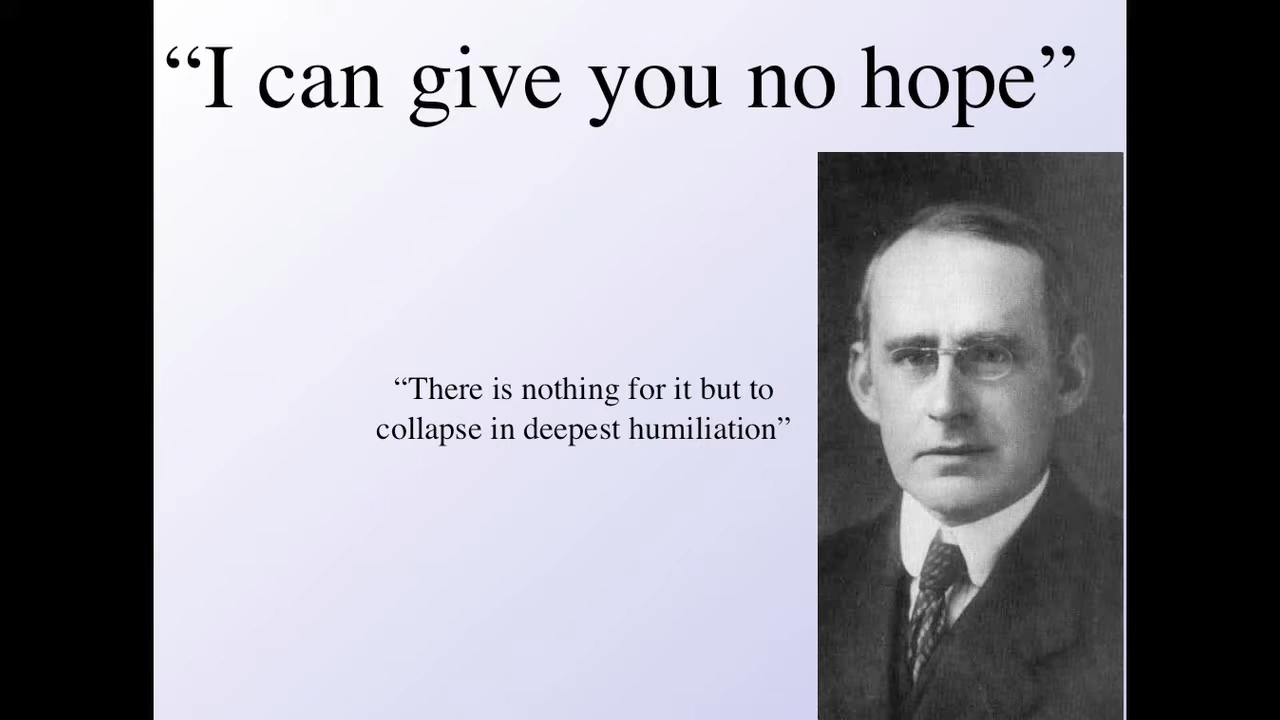 “I can give you no hope”
“There is nothing for it but to
collapse in deepest humiliation”